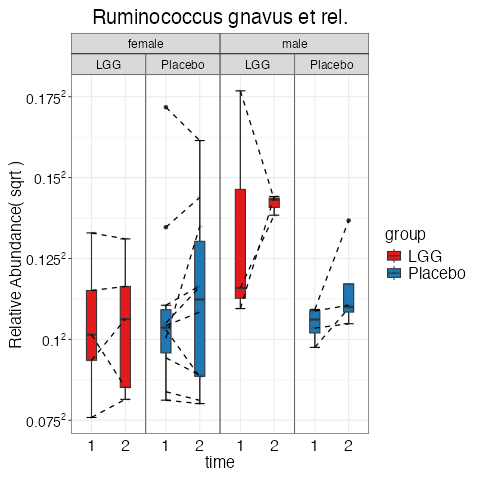 Ruminococcus gnavus et rel.
female male
LGG Placebo LGG Placebo
0.175²
0.15²
0.125²
0.1²
0.075²
Relative Abundance( sqrt )
1 2 1 2 1 2 1 2
time
group
LGG
Placebo